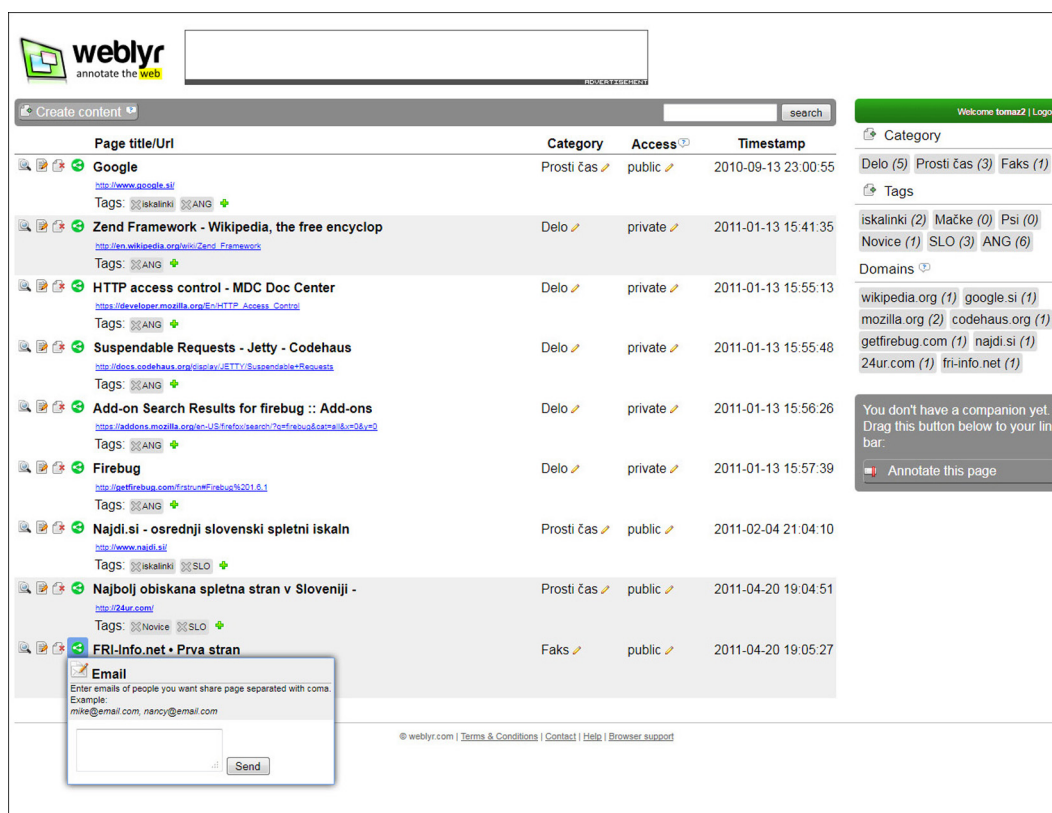 weblyr
annotate the web
ADVERTISEMENT
Create content
search
Page title/Url Category Access Timestamp
Google Prosti čas public 2010-09-13 23:00:55
http://www.google.si/
Tags: iskalinki ANG
Zend Framework - Wikipedia, the free encyclop Delo private 2011-01-13 15:41:35
http://en.wikipedia.org/wiki/Zend_Framework
Tags: ANG
HTTP access control - MDC Doc Center Delo private 2011-01-13 15:55:13
https://developer.mozilla.org/En/HTTP_Access_Control
Tags: ANG
Suspendable Requests - Jetty - Codehaus Delo private 2011-01-13 15:55:48
http://docs.codehaus.org/display/JETTY/Suspendable+Requests
Tags: ANG
Add-on Search Results for firebug :: Add-ons Delo private 2011-01-13 15:56:26
https://addons.mozilla.org/en-US/firefox/search/?q=firebug&cat=all&x=0&y=0
Tags: ANG
Firebug Delo private 2011-01-13 15:57:39
http://getfirebug.com/firstrun#Firebug%201.6.1
Tags: ANG
Najdi.si - osrednji slovenski spletni iskaln Prosti čas public 2011-02-04 21:04:10
http://www.najdi.si/
Tags: iskalinki SLO
Najbolj obiskana spletna stran v Sloveniji - Prosti čas public 2011-04-20 19:04:51
http://24ur.com/
Tags: Novice SLO
FRI-Info.net • Prva stran Faks public 2011-04-20 19:05:27
Email
Enter emails of people you want share page separated with coma.
Example:
mike@email.com, nancy@email.com
Send
© weblyr.com | Terms & Conditions | Contact | Help | Browser support
Welcome tomaz2 | Logo
Category
Delo (5) Prosti čas (3) Faks (1)
Tags
iskalinki (2) Mačke (0) Psi (0)
Novice (1) SLO (3) ANG (6)
Domains
wikipedia.org (1) google.si (1)
mozilla.org (2) codehaus.org (1)
getfirebug.com (1) najdi.si (1)
24ur.com (1) fri-info.net (1)
You don't have a companion yet.
Drag this button below to your lin
bar:
Annotate this page